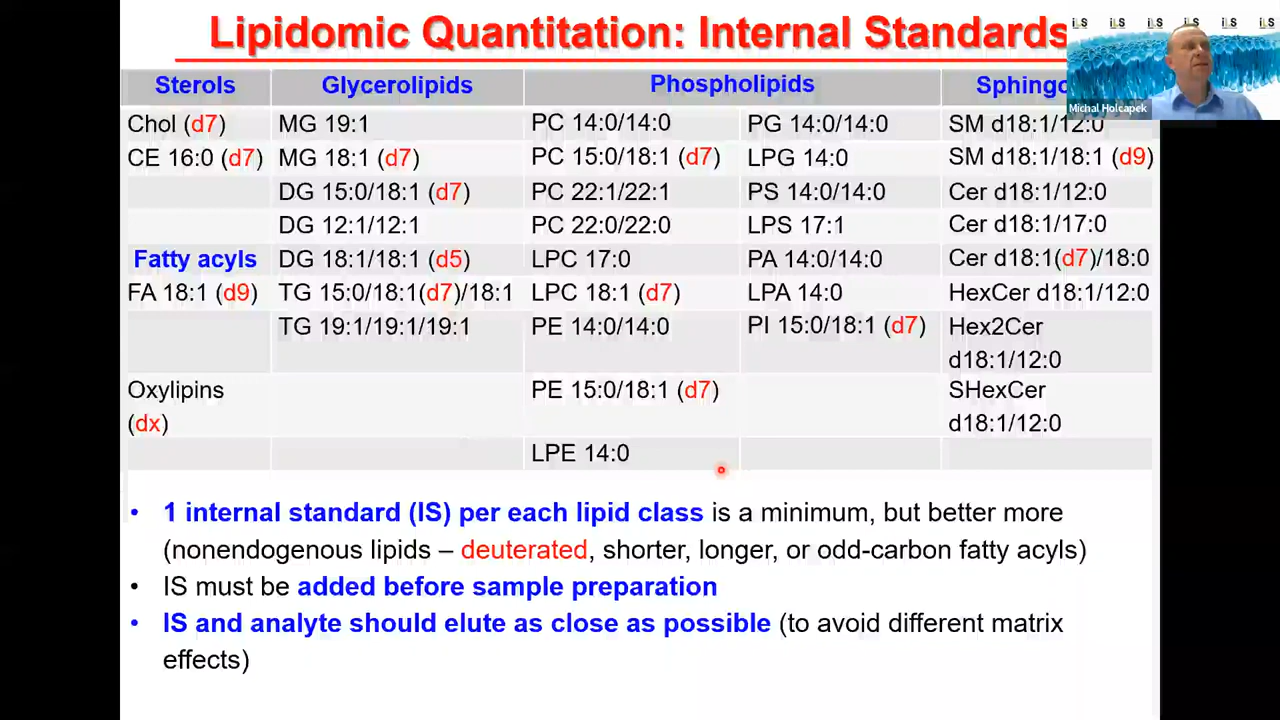 Lipidomic Quantitation: Internal Standards
iLS iLS iLS iLS iLS iLS
Michal Holcapek
Sterols Glycerolipids Phospholipids Sphingo
Chol (d7) MG 19:1 PC 14:0/14:0 PG 14:0/14:0 SM d18:1/12:0
CE 16:0 (d7) MG 18:1 (d7) PC 15:0/18:1 (d7) LPG 14:0 SM d18:1/18:1 (d9)
DG 15:0/18:1 (d7) PC 22:1/22:1 PS 14:0/14:0 Cer d18:1/12:0
DG 12:1/12:1 PC 22:0/22:0 LPS 17:1 Cer d18:1/17:0
Fatty acyls DG 18:1/18:1 (d5) LPC 17:0 PA 14:0/14:0 Cer d18:1(d7)/18:0
FA 18:1 (d9) TG 15:0/18:1(d7)/18:1 LPC 18:1 (d7) LPA 14:0 HexCer d18:1/12:0
TG 19:1/19:1/19:1 PE 14:0/14:0 PI 15:0/18:1 (d7) Hex2Cer
d18:1/12:0
Oxylipins PE 15:0/18:1 (d7) SHexCer
(dx) d18:1/12:0
LPE 14:0
• 1 internal standard (IS) per each lipid class is a minimum, but better more
(nonendogenous lipids – deuterated, shorter, longer, or odd-carbon fatty acyls)
• IS must be added before sample preparation
• IS and analyte should elute as close as possible (to avoid different matrix
effects)